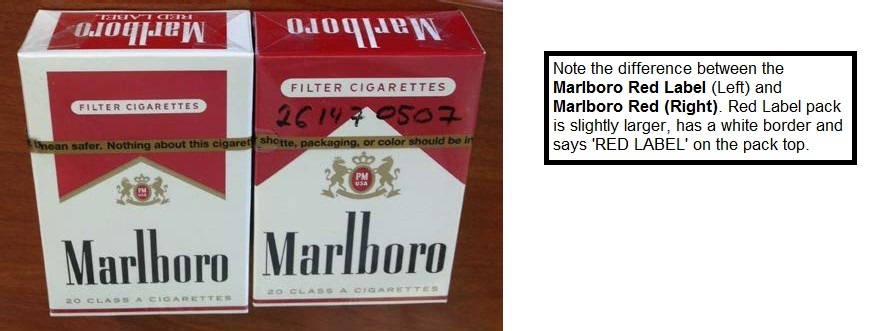 Marlboro
RED LABEL
FILTER CIGARETTES
mean safer. Nothing about this cigaret
PM
USA
Marlboro
20 CLASS A CIGARETTES
Marlboro
FILTER CIGARETTES
26147 0507
tte, packaging, or color should be in
PM
USA
Marlboro
20 CLASS A CIGARETTES
Note the difference between the
Marlboro Red Label (Left) and
Marlboro Red (Right). Red Label pack
is slightly larger, has a white border and
says 'RED LABEL' on the pack top.